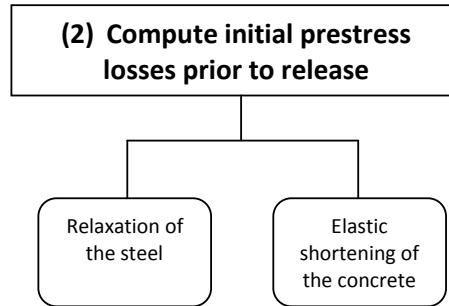 (2) Compute initial prestress
losses prior to release
Relaxation of
the steel
Elastic
shortening of
the concrete